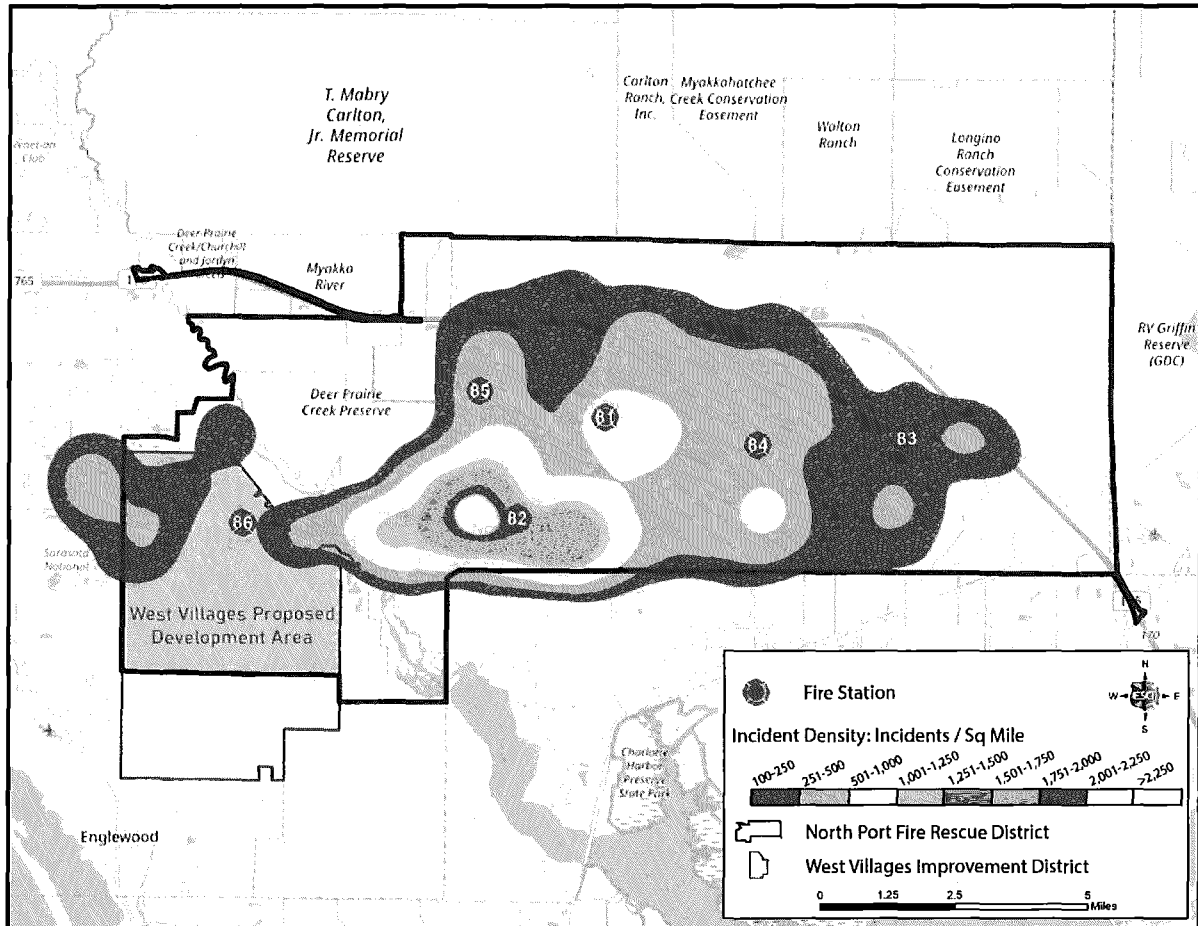 T. Mabry
Carlton,
Jr. Memorial
Reserve
Carlton
Ranch,
Inc.
Myakkahatchee
Creek Conservation
Easement
Walton
Ranch
Longino
Ranch
Conservation
Easement
Club
Deer Prairie
Creek/Churchill
and Jordyn
765
Myakka
River
RV Griffin
Reserve
(GDC)
Deer Prairie
Creek Preserve
85
81
84
83
82
86
Sarasota
National
West Villages Proposed
Development Area
170
Charlotte
Harbor
Preserve
State Park
Englewood
Fire Station
N
W
ESCI
E
S
Incident Density: Incidents / Sq Mile
100-250
251-500
501-1,000
1,001-1,250
1,251-1,500
1,501-1,750
1,751-2,000
2,001-2,250
>2,250
North Port Fire Rescue District
West Villages Improvement District
0 1.25 2.5 5
Miles